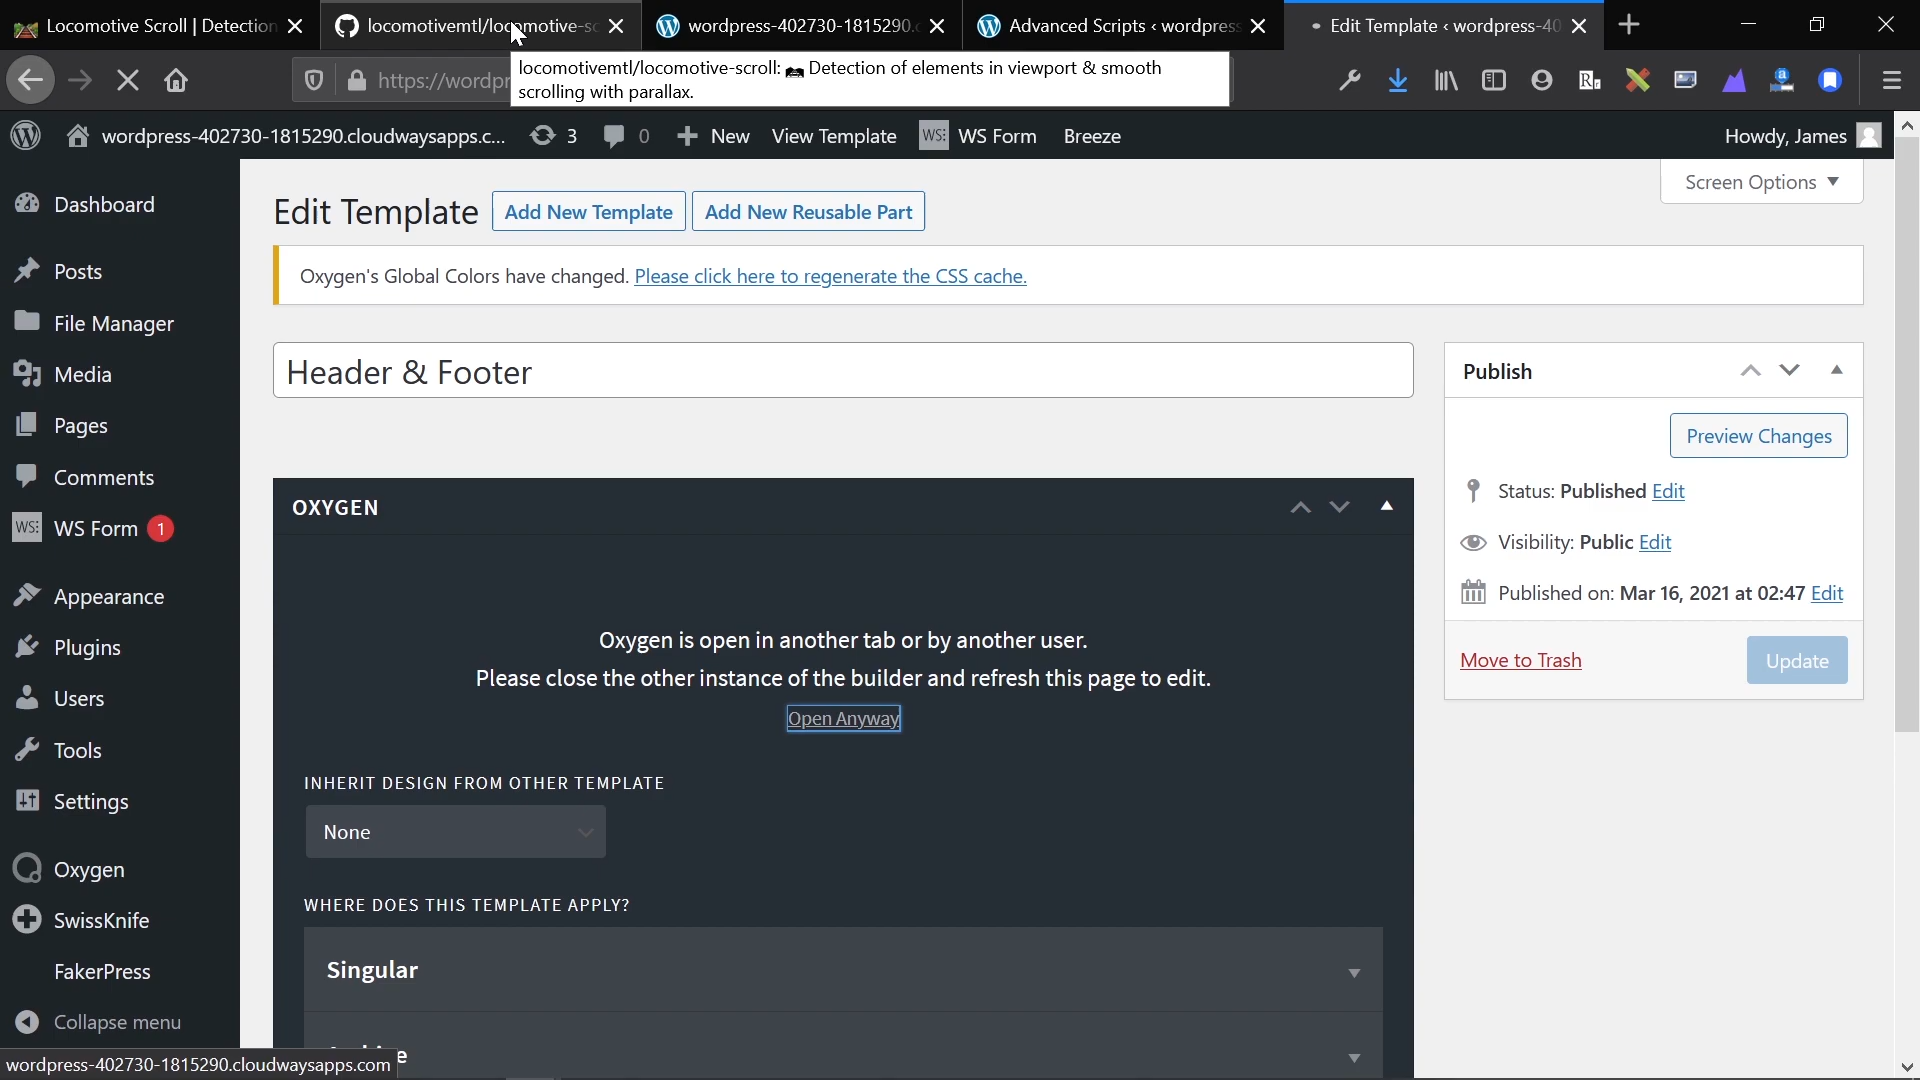 Locomotive Scroll | Detection
locomotivemtl/locomotive-sc
wordpress-402730-1815290.c
Advanced Scripts ‹ wordpress
Edit Template ‹ wordpress-40
https://wordpr
locomotivemtl/locomotive-scroll: Detection of elements in viewport & smooth
scrolling with parallax.
wordpress-402730-1815290.cloudwaysapps.c...
3
0
New
View Template
WS Form
Breeze
Howdy, James
Screen Options
Dashboard
Posts
File Manager
Media
Pages
Comments
WS Form 1
Appearance
Plugins
Users
Tools
Settings
Oxygen
SwissKnife
FakerPress
Collapse menu
wordpress-402730-1815290.cloudwaysapps.com
Edit Template
Add New Template
Add New Reusable Part
Oxygen's Global Colors have changed. Please click here to regenerate the CSS cache.
Header & Footer
OXYGEN
Oxygen is open in another tab or by another user.
Please close the other instance of the builder and refresh this page to edit.
Open Anyway
INHERIT DESIGN FROM OTHER TEMPLATE
None
WHERE DOES THIS TEMPLATE APPLY?
Singular
Publish
Preview Changes
Status: Published Edit
Visibility: Public Edit
Published on: Mar 16, 2021 at 02:47 Edit
Move to Trash
Update